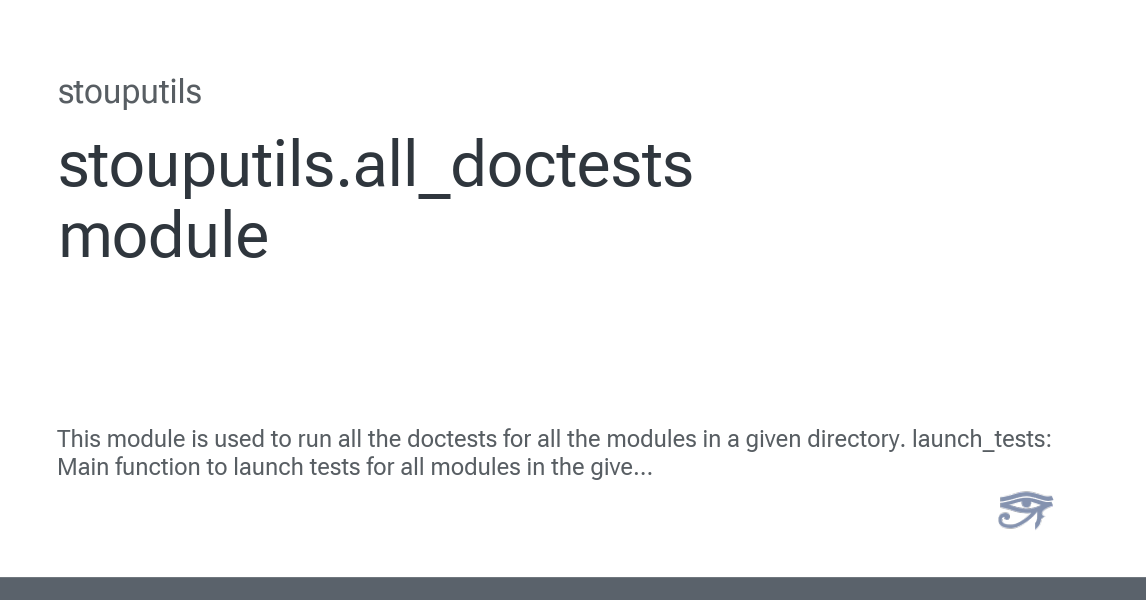 stouputils
stouputils.all_doctests
module
This module is used to run all the doctests for all the modules in a given directory. launch_tests:
Main function to launch tests for all modules in the give...